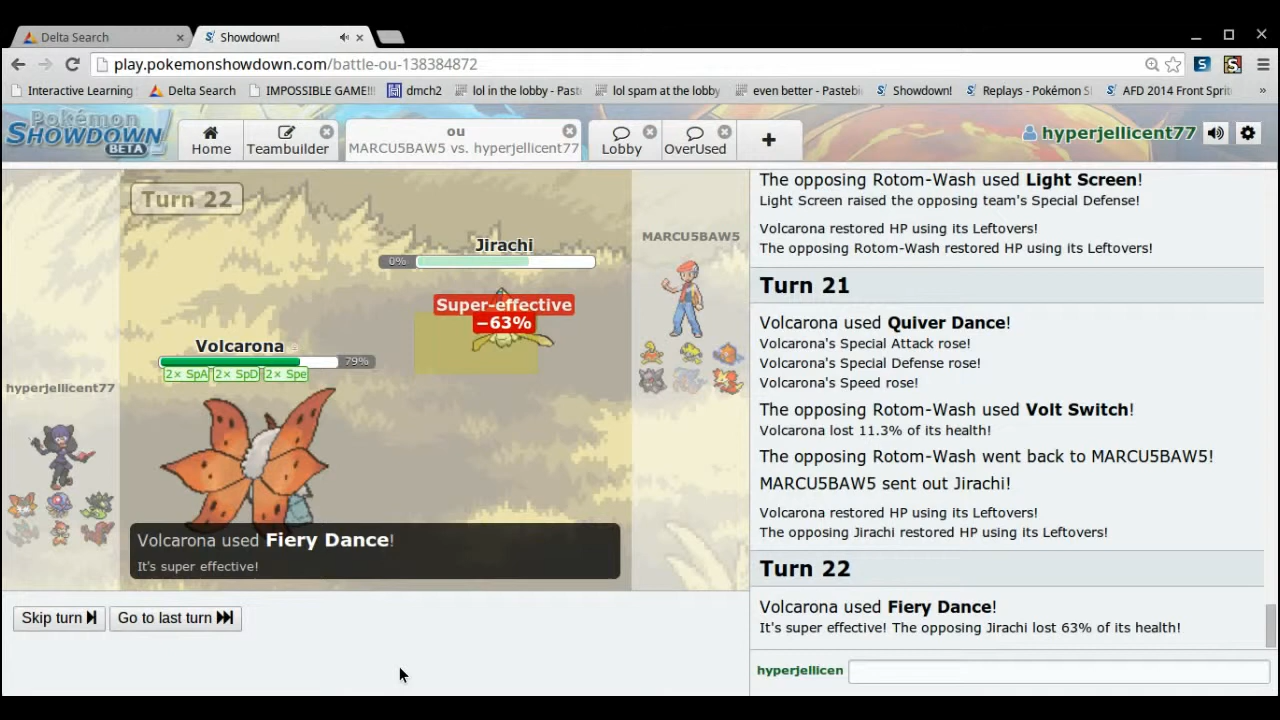 Delta Search
Showdown!
play.pokemonshowdown.com/battle-ou-138384872
Interactive Learning
Delta Search
IMPOSSIBLE GAME!!!
dmch2
lol in the lobby - Past
lol spam at the lobby
even better - Pastebi
Showdown!
Replays - Pokémon S
AFD 2014 Front Sprit
»
Pokémon
SHOWDOWN!
BETA
Home
Teambuilder
ou
MARCU5BAW5 vs. hyperjellicent77
Lobby
OverUsed
hyperjellicent77
Turn 22
Jirachi
0%
Super-effective
−63%
Volcarona
79%
2× SpA
2× SpD
2× Spe
hyperjellicent77
MARCU5BAW5
Volcarona used Fiery Dance!
It's super effective!
Skip turn
Go to last turn
The opposing Rotom-Wash used Light Screen!
Light Screen raised the opposing team's Special Defense!
Volcarona restored HP using its Leftovers!
The opposing Rotom-Wash restored HP using its Leftovers!
Turn 21
Volcarona used Quiver Dance!
Volcarona's Special Attack rose!
Volcarona's Special Defense rose!
Volcarona's Speed rose!
The opposing Rotom-Wash used Volt Switch!
Volcarona lost 11.3% of its health!
The opposing Rotom-Wash went back to MARCU5BAW5!
MARCU5BAW5 sent out Jirachi!
Volcarona restored HP using its Leftovers!
The opposing Jirachi restored HP using its Leftovers!
Turn 22
Volcarona used Fiery Dance!
It's super effective! The opposing Jirachi lost 63% of its health!
hyperjellicen